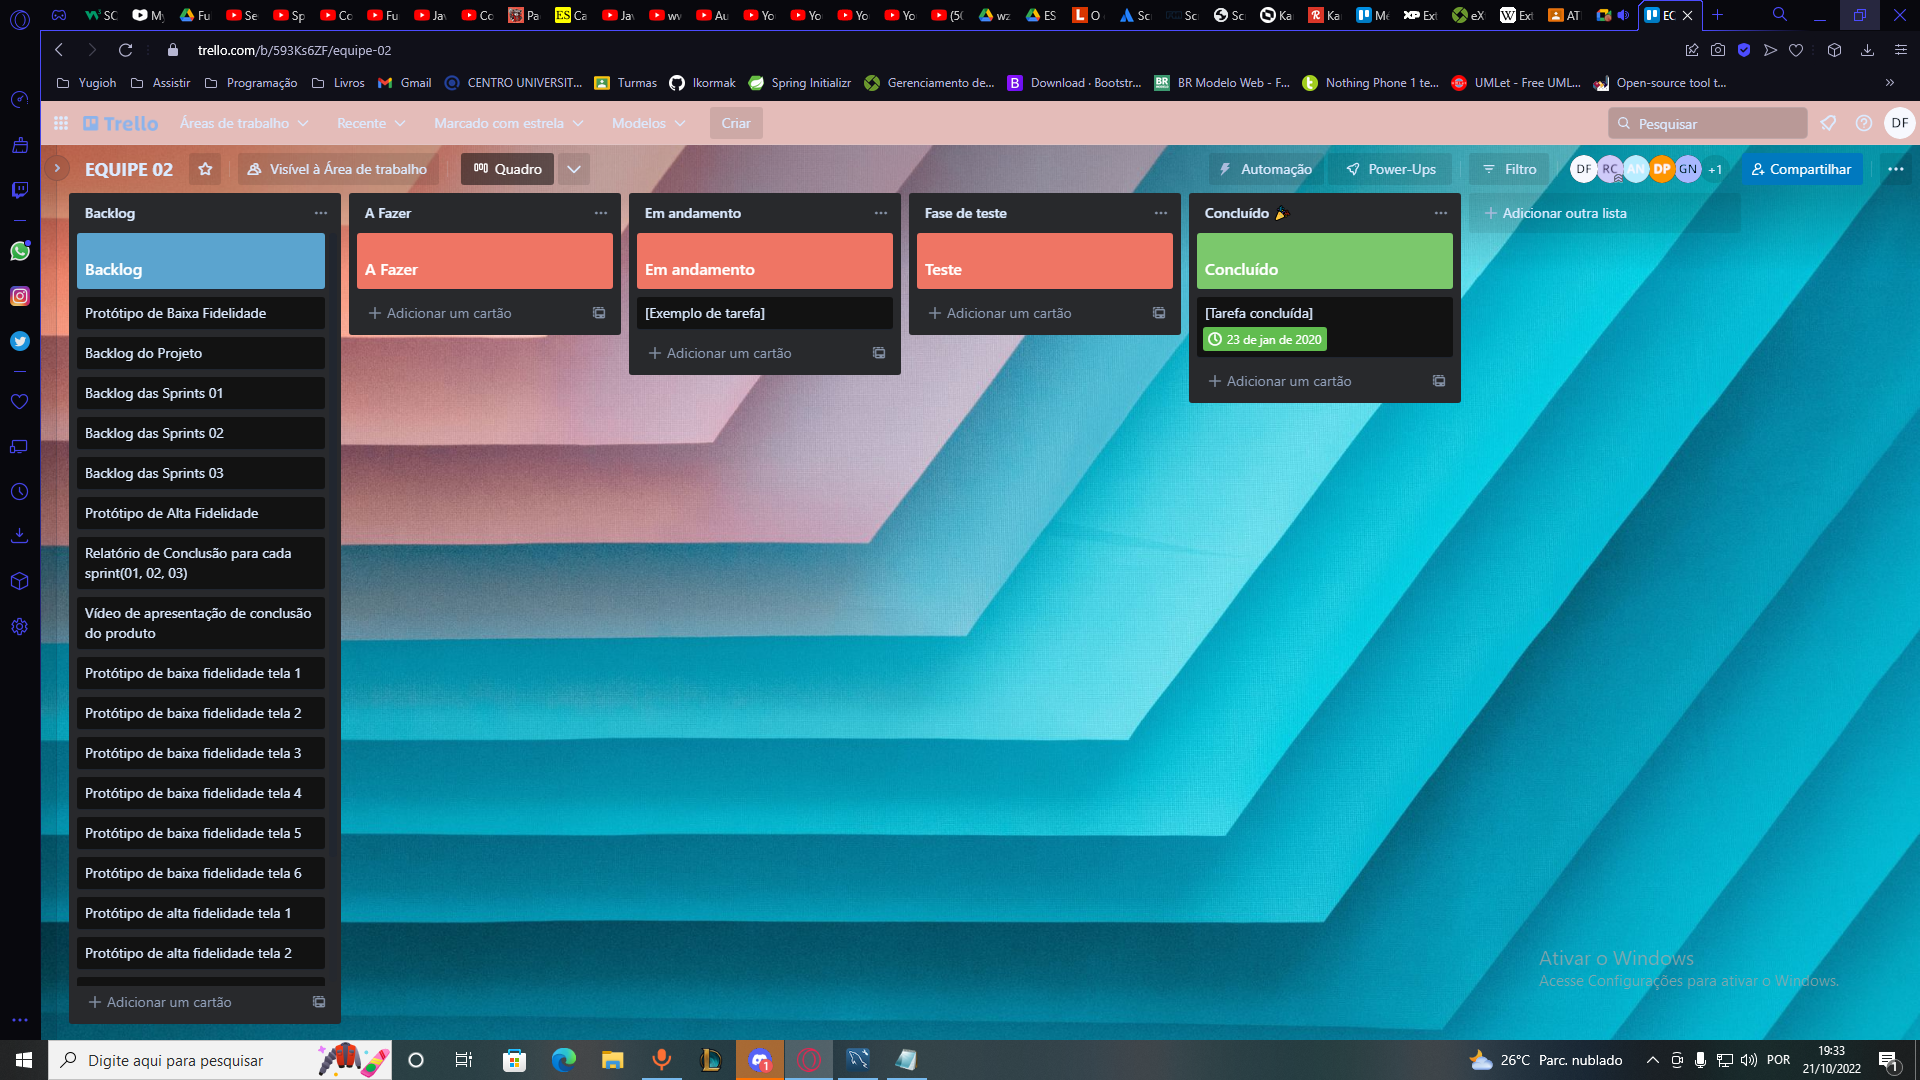 SC
My
Fu
Se
Sp
Co
Fu
Ja
Co
Pa
ES Ca
Ja
Au
Yo
Yo
Yo
(50
wz
ES
L O
Sc
Sc
Sc
Ka
R Ka
Me
XP Ext
eX
W Ext
AT
EC
trello.com/b/593Ks6ZF/equipe-02
Yugioh
Assistir
Programação
Livros
Gmail
CENTRO UNIVERSIT...
Turmas
Ikormak
Spring Initializr
Gerenciamento de...
B Download · Bootstr...
BR Modelo Web - F...
Nothing Phone 1 te...
UMLet - Free UML...
Open-source tool t...
Trello
Áreas de trabalho
Recente
Marcado com estrela
Modelos
Criar
Pesquisar
DF
EQUIPE 02
Visível à Área de trabalho
Quadro
Automação
Power-Ups
Filtro
DF RC AN DP GN +1
Compartilhar
Backlog
Backlog
Protótipo de Baixa Fidelidade
Backlog do Projeto
Backlog das Sprints 01
Backlog das Sprints 02
Backlog das Sprints 03
Protótipo de Alta Fidelidade
Relatório de Conclusão para cada
sprint(01, 02, 03)
Vídeo de apresentação de conclusão
do produto
Protótipo de baixa fidelidade tela 1
Protótipo de baixa fidelidade tela 2
Protótipo de baixa fidelidade tela 3
Protótipo de baixa fidelidade tela 4
Protótipo de baixa fidelidade tela 5
Protótipo de baixa fidelidade tela 6
Protótipo de alta fidelidade tela 1
Protótipo de alta fidelidade tela 2
Adicionar um cartão
A Fazer
A Fazer
Adicionar um cartão
Em andamento
Em andamento
[Exemplo de tarefa]
Adicionar um cartão
Fase de teste
Teste
Adicionar um cartão
Concluído
Concluído
[Tarefa concluída]
23 de jan de 2020
Adicionar um cartão
Adicionar outra lista
Ativar o Windows
Acesse Configurações para ativar o Windows.
Digite aqui para pesquisar
1
26°C Parc. nublado
POR
19:33
21/10/2022
1